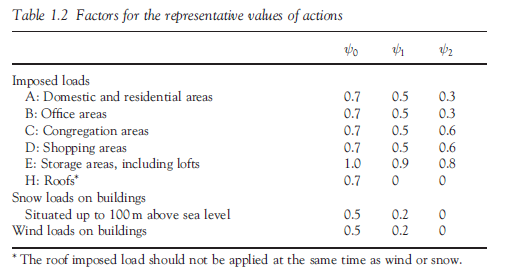 Table 1.2 Factors for the representative values of actions
ψ0 ψ1 ψ2
Imposed loads
A: Domestic and residential areas 0.7 0.5 0.3
B: Office areas 0.7 0.5 0.3
C: Congregation areas 0.7 0.5 0.6
D: Shopping areas 0.7 0.5 0.6
E: Storage areas, including lofts 1.0 0.9 0.8
H: Roofs* 0.7 0 0
Snow loads on buildings
Situated up to 100 m above sea level 0.5 0.2 0
Wind loads on buildings 0.5 0.2 0
* The roof imposed load should not be applied at the same time as wind or snow.